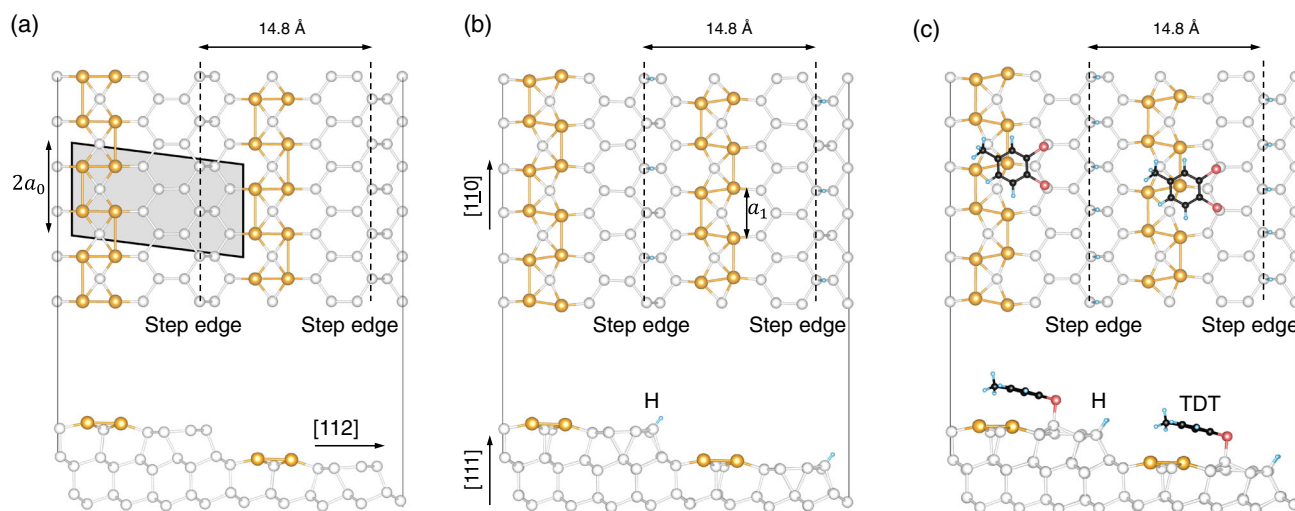 (a)
14.8 Å
2a₀
Step edge
Step edge
[112]
(b)
14.8 Å
[110]
a₁
Step edge
Step edge
H
[111]
(c)
14.8 Å
Step edge
Step edge
H
TDT